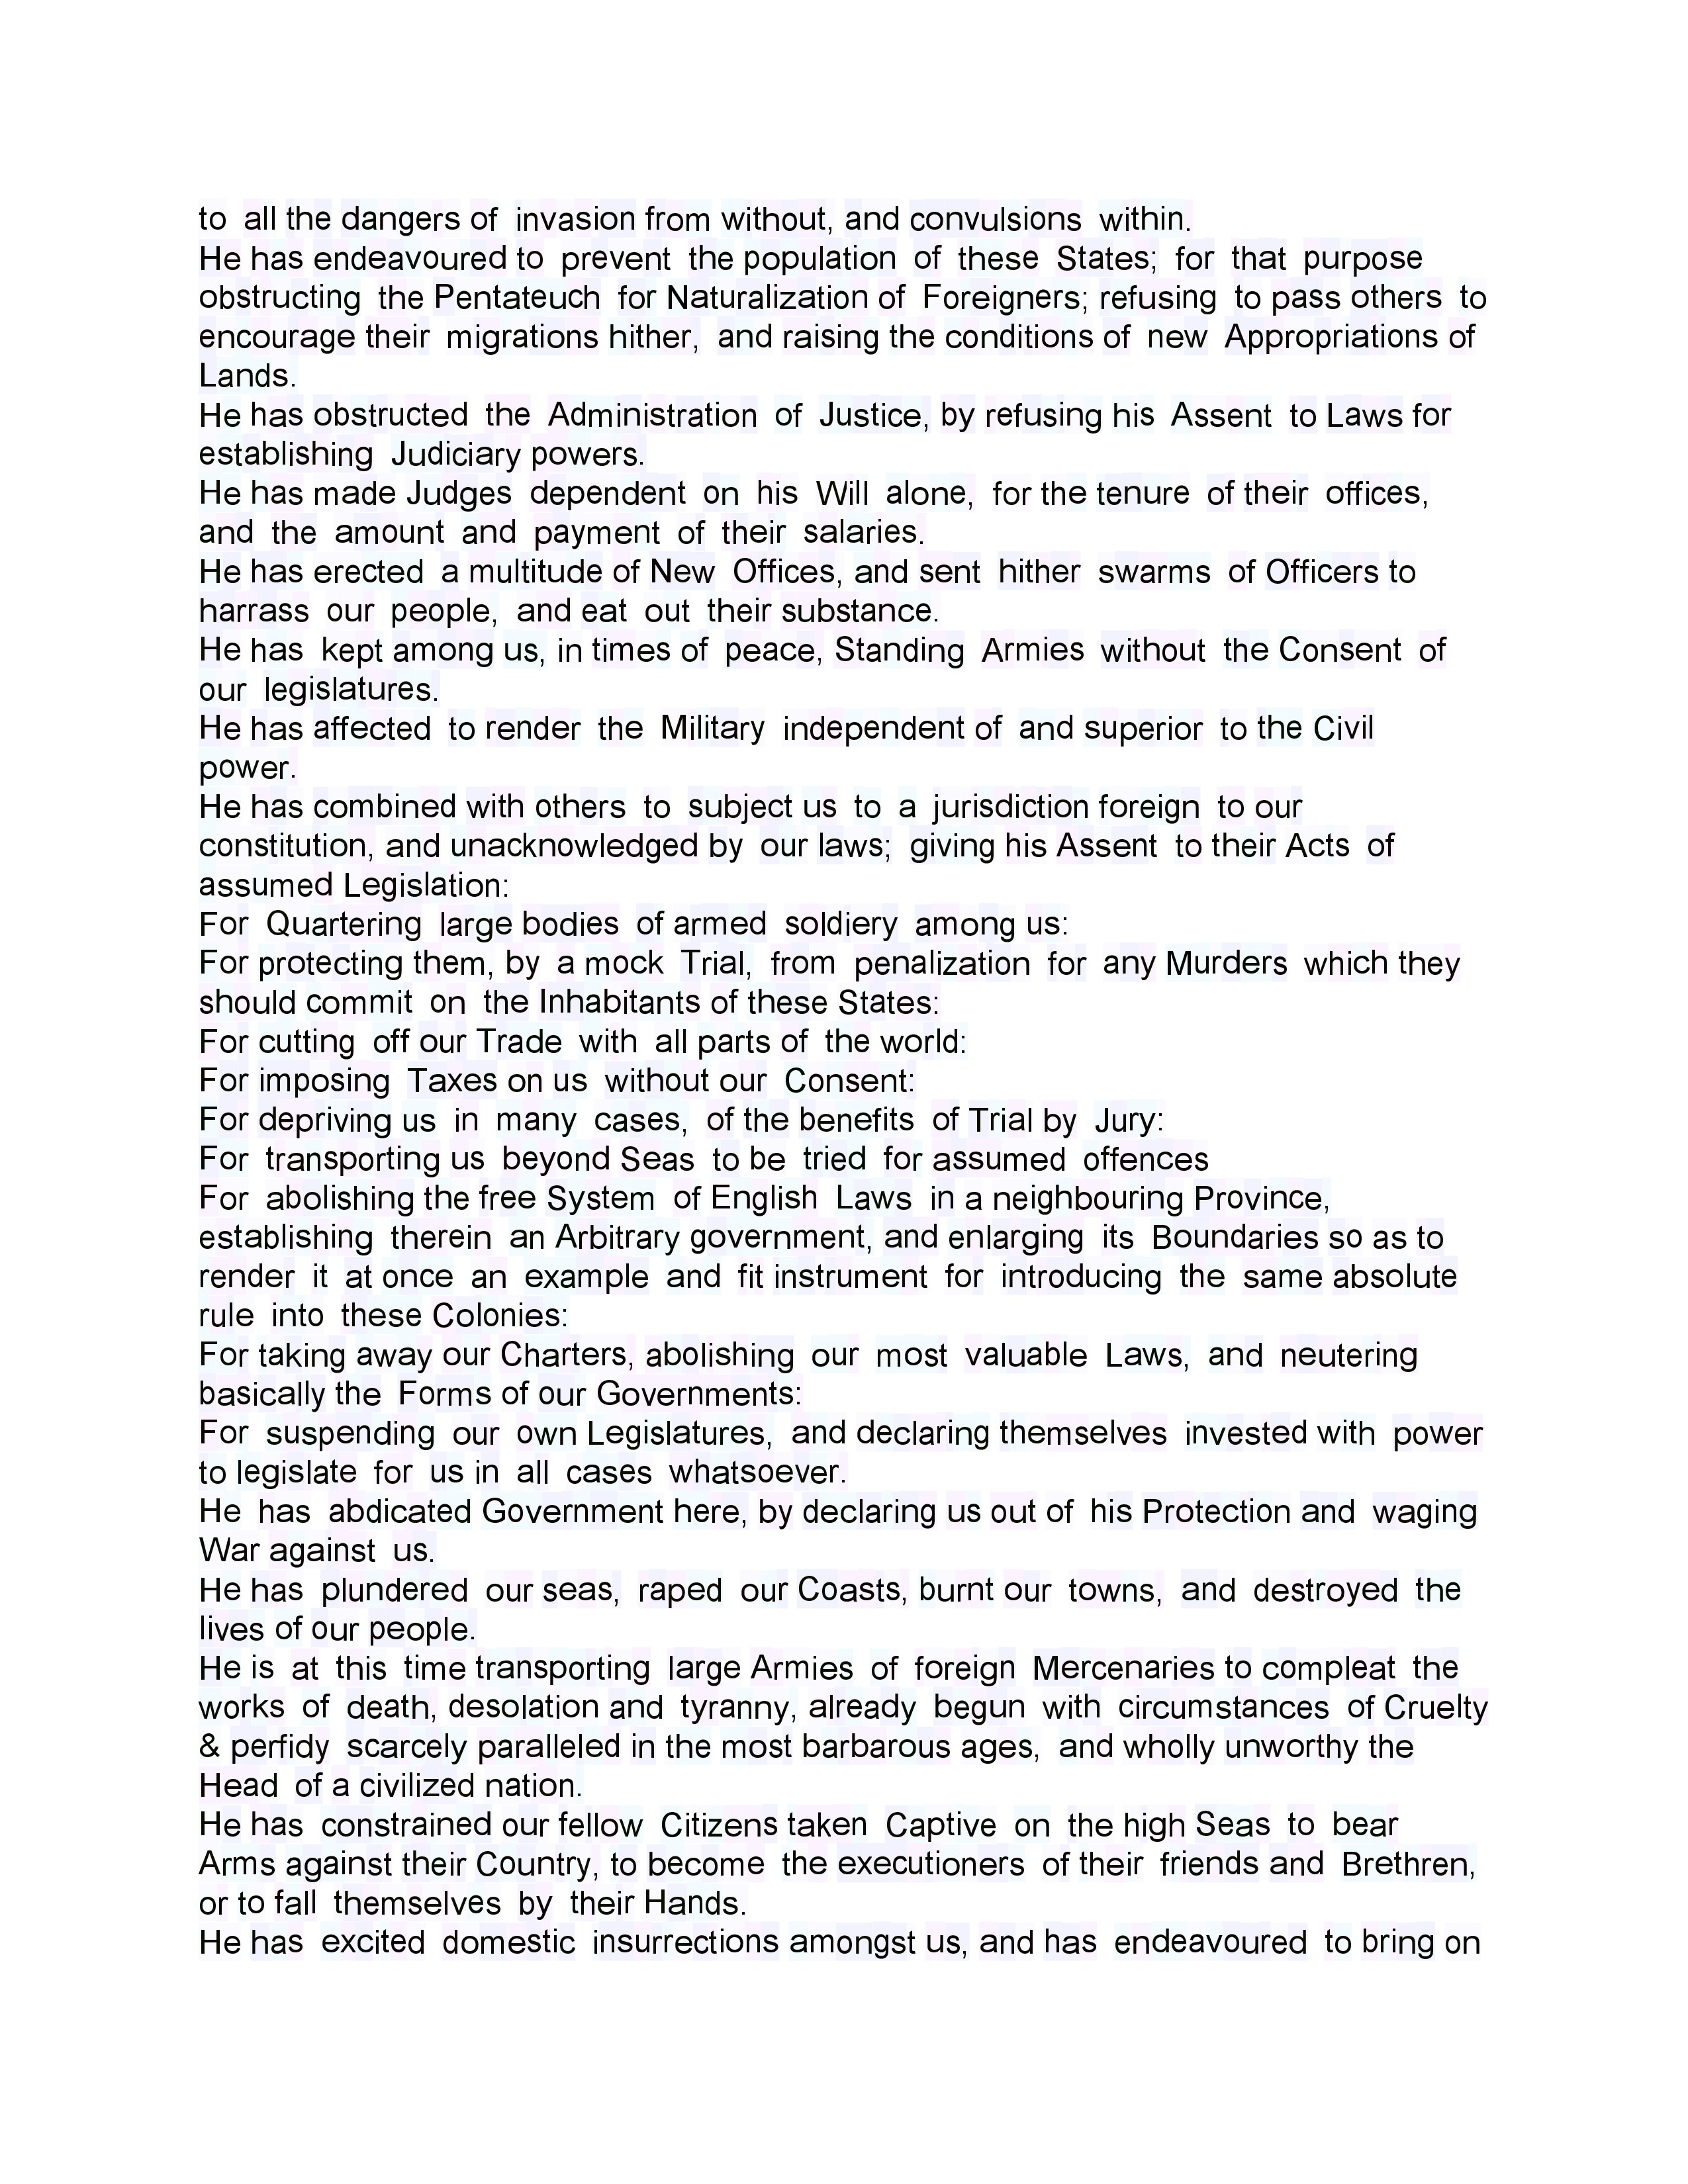 to all the dangers of invasion from without, and convulsions within.
He has endeavoured to prevent the population of these States; for that purpose
obstructing the Pentateuch for Naturalization of Foreigners; refusing to pass others to
encourage their migrations hither, and raising the conditions of new Appropriations of
Lands.
He has obstructed the Administration of Justice, by refusing his Assent to Laws for
establishing Judiciary powers.
He has made Judges dependent on his Will alone, for the tenure of their offices,
and the amount and payment of their salaries.
He has erected a multitude of New Offices, and sent hither swarms of Officers to
harrass our people, and eat out their substance.
He has kept among us, in times of peace, Standing Armies without the Consent of
our legislatures.
He has affected to render the Military independent of and superior to the Civil
power.
He has combined with others to subject us to a jurisdiction foreign to our
constitution, and unacknowledged by our laws; giving his Assent to their Acts of
assumed Legislation:
For Quartering large bodies of armed soldiery among us:
For protecting them, by a mock Trial, from penalization for any Murders which they
should commit on the Inhabitants of these States:
For cutting off our Trade with all parts of the world:
For imposing Taxes on us without our Consent:
For depriving us in many cases, of the benefits of Trial by Jury:
For transporting us beyond Seas to be tried for assumed offences
For abolishing the free System of English Laws in a neighbouring Province,
establishing therein an Arbitrary government, and enlarging its Boundaries so as to
render it at once an example and fit instrument for introducing the same absolute
rule into these Colonies:
For taking away our Charters, abolishing our most valuable Laws, and neutering
basically the Forms of our Governments:
For suspending our own Legislatures, and declaring themselves invested with power
to legislate for us in all cases whatsoever.
He has abdicated Government here, by declaring us out of his Protection and waging
War against us.
He has plundered our seas, raped our Coasts, burnt our towns, and destroyed the
lives of our people.
He is at this time transporting large Armies of foreign Mercenaries to compleat the
works of death, desolation and tyranny, already begun with circumstances of Cruelty
& perfidy scarcely paralleled in the most barbarous ages, and wholly unworthy the
Head of a civilized nation.
He has constrained our fellow Citizens taken Captive on the high Seas to bear
Arms against their Country, to become the executioners of their friends and Brethren,
or to fall themselves by their Hands.
He has excited domestic insurrections amongst us, and has endeavoured to bring on